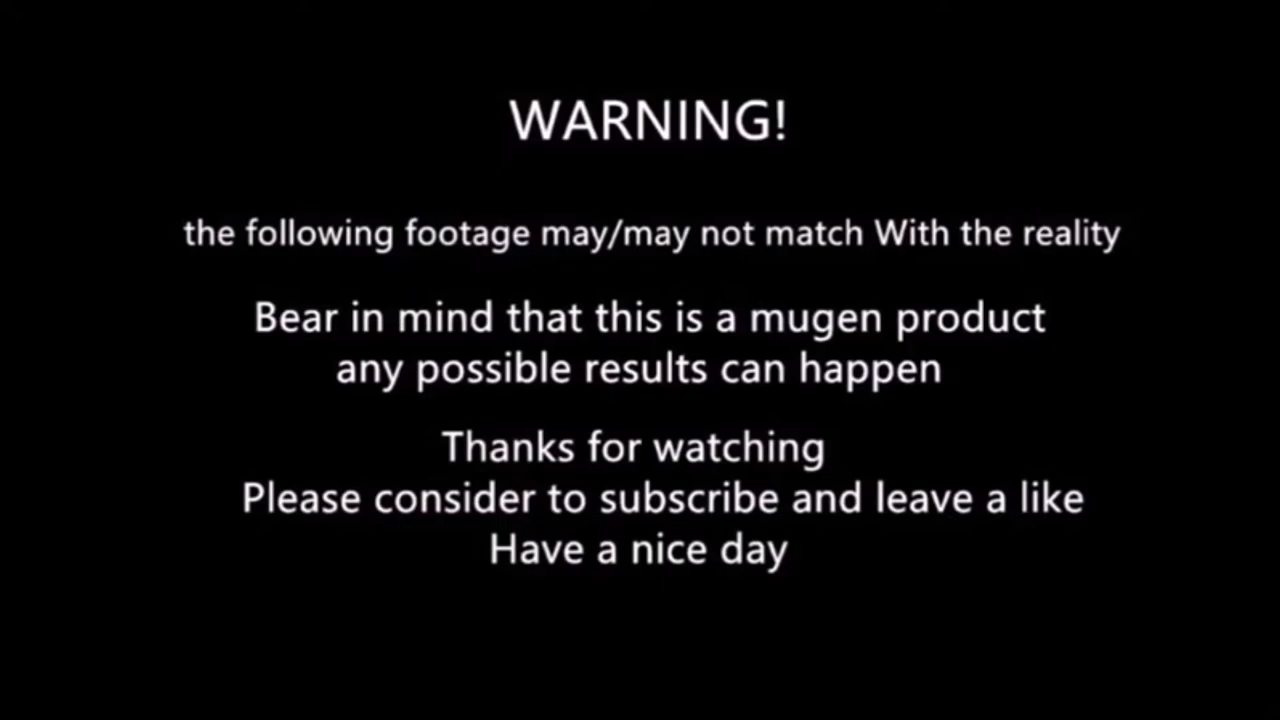 WARNING!
the following footage may/may not match With the reality
Bear in mind that this is a mugen product
any possible results can happen
Thanks for watching
Please consider to subscribe and leave a like
Have a nice day